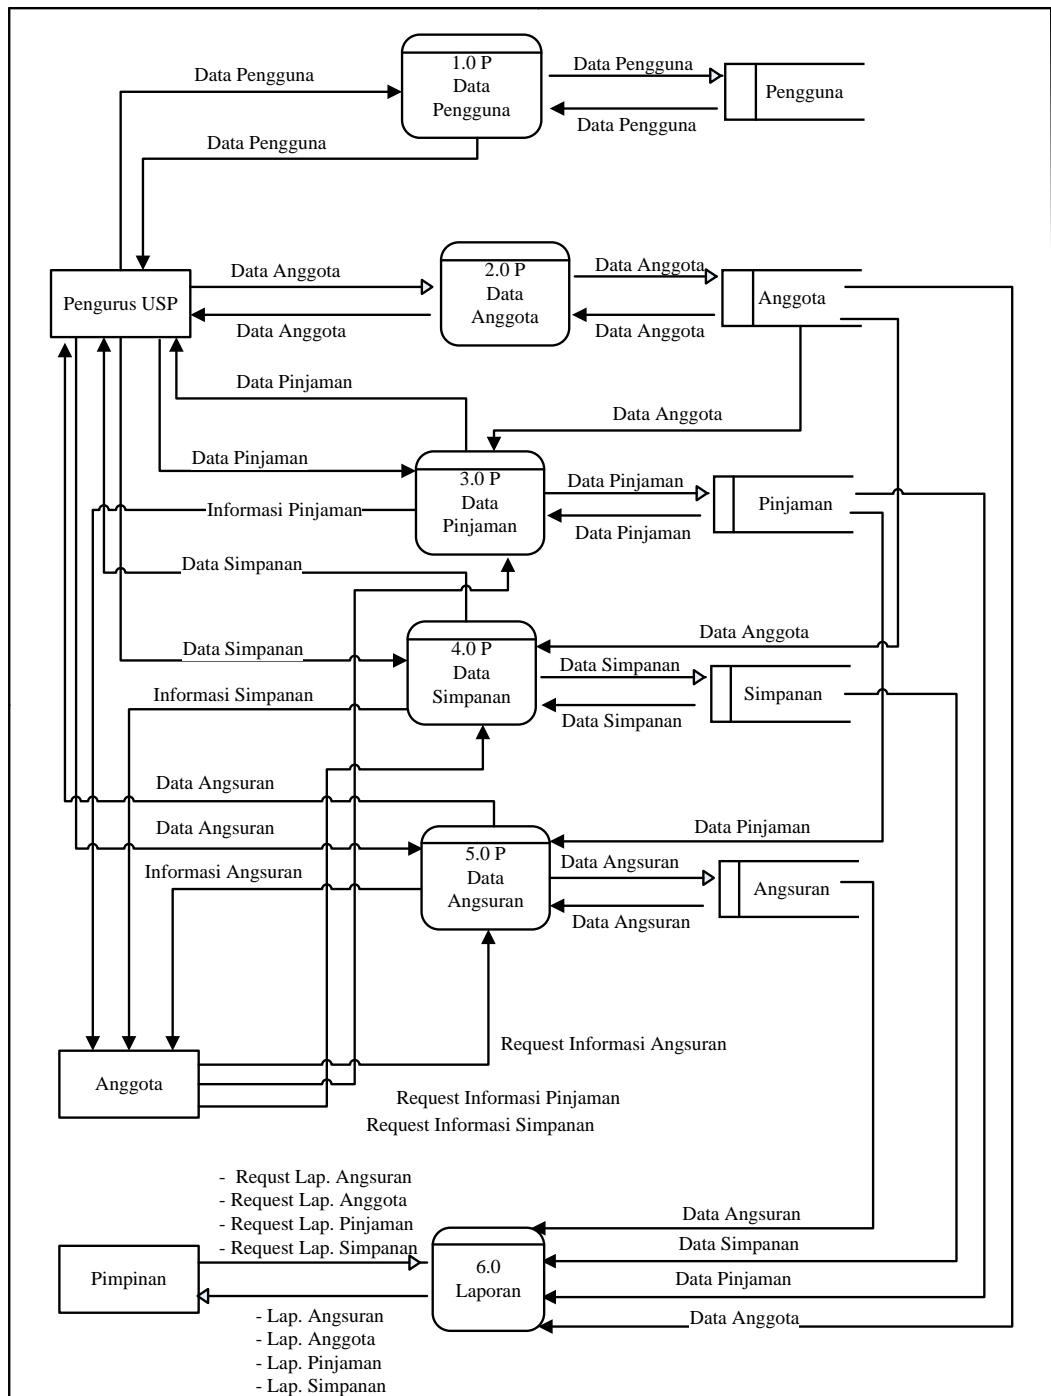 1.0 P
Data
Pengguna
Data Pengguna
Data Pengguna
Pengguna
Data Pengguna
Data Pengguna
Pengurus USP
Data Anggota
Data Anggota
2.0 P
Data
Anggota
Data Anggota
Data Anggota
Anggota
Data Pinjaman
Data Anggota
Data Pinjaman
Informasi Pinjaman
3.0 P
Data
Pinjaman
Data Pinjaman
Data Pinjaman
Pinjaman
Data Simpanan
Data Simpanan
Informasi Simpanan
4.0 P
Data
Simpanan
Data Anggota
Data Simpanan
Data Simpanan
Simpanan
Data Angsuran
Data Angsuran
Informasi Angsuran
5.0 P
Data
Angsuran
Data Pinjaman
Data Angsuran
Data Angsuran
Angsuran
Anggota
Request Informasi Angsuran
Request Informasi Pinjaman
Request Informasi Simpanan
- Requst Lap. Angsuran
- Request Lap. Anggota
- Request Lap. Pinjaman
- Request Lap. Simpanan
Pimpinan
6.0
Laporan
Data Angsuran
Data Simpanan
Data Pinjaman
Data Anggota
- Lap. Angsuran
- Lap. Anggota
- Lap. Pinjaman
- Lap. Simpanan